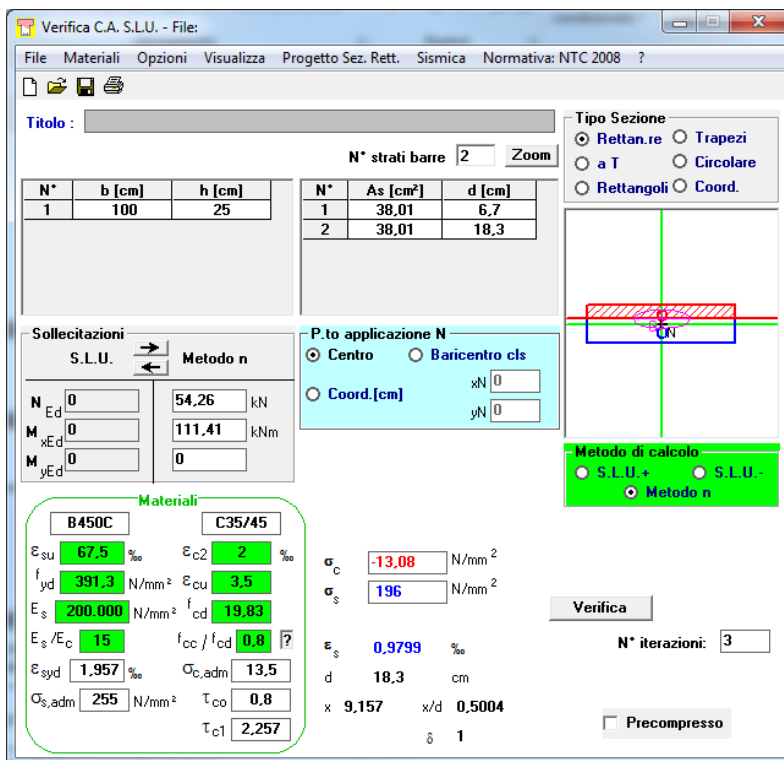 Verifica C.A. S.L.U. - File:
File Materiali Opzioni Visualizza Progetto Sez. Rett. Sismica Normativa: NTC 2008 ?
Titolo :
N° strati barre 2 Zoom
N° b [cm] h [cm]
1 100 25
N° As [cm²] d [cm]
1 38,01 6,7
2 38,01 18,3
Tipo Sezione
Rettan.re Trapezi
a T Circolare
Rettangoli Coord.
N
Sollecitazioni
S.L.U. Metodo n
N Ed 0 54,26 kN
M xEd 0 111,41 kNm
M yEd 0 0
P.to applicazione N
Centro Baricentro cls
Coord.[cm] xN 0
yN 0
Metodo di calcolo
S.L.U.+ S.L.U.-
Metodo n
Materiali
B450C C35/45
εsu 67,5 ‰ εc2 2 ‰
fyd 391,3 N/mm² εcu 3,5
Es 200.000 N/mm² fcd 19,83
Es/Ec 15 fcc / fcd 0,8 ?
εsyd 1,957 ‰ σc,adm 13,5
σs,adm 255 N/mm² τco 0,8
τc1 2,257
σc -13,08 N/mm²
σs 196 N/mm²
εs 0,9799 ‰
d 18,3 cm
x 9,157 x/d 0,5004
δ 1
Verifica
N° iterazioni: 3
Precompresso